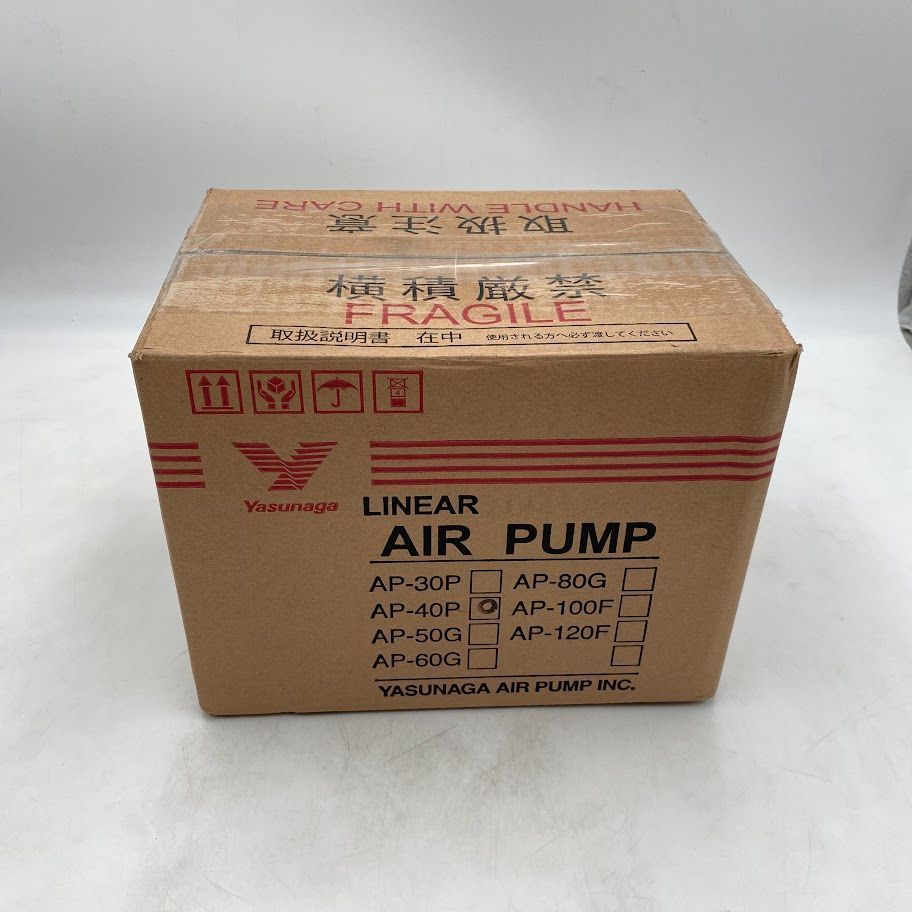 HANDLE WITH CARE
取扱注意
横積厳禁
FRAGILE
取扱説明書 在中 使用される方へ必ず渡してください
4
Yasunaga
LINEAR
AIR PUMP
AP-30P AP-80G
AP-40P AP-100F
AP-50G AP-120F
AP-60G
YASUNAGA AIR PUMP INC.